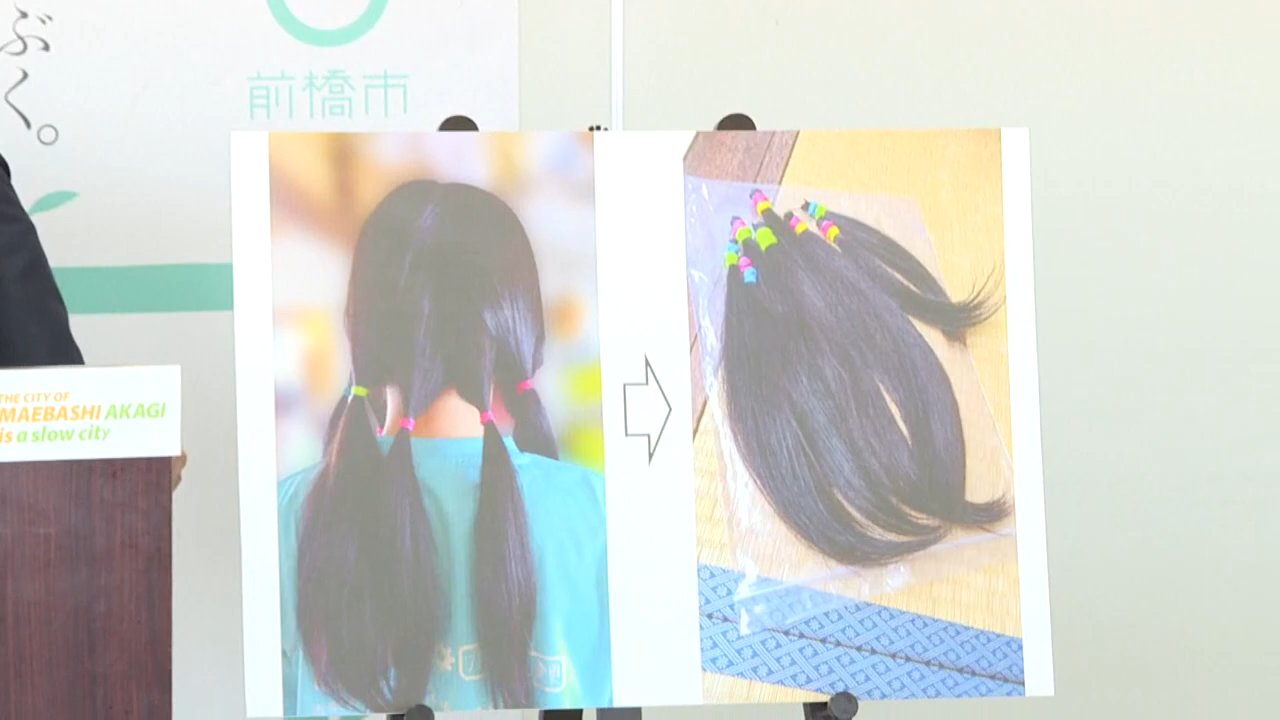 ぶく。
前橋市
THE CITY OF
MAEBASHI AKAGI
is a slow city